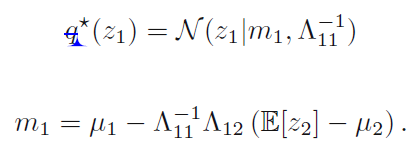 q⋆(z₁) = 𝒩(z₁|m₁, Λ₁₁⁻¹)
m₁ = μ₁ − Λ₁₁⁻¹Λ₁₂ (𝔼[z₂] − μ₂) .